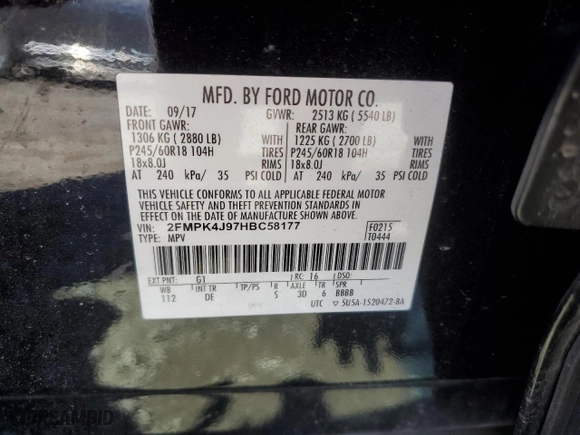 MFD. BY FORD MOTOR CO.
DATE: 09/17 GVWR: 2513 KG ( 5540 LB)
FRONT GAWR: REAR GAWR:
1306 KG ( 2880 LB) WITH 1225 KG ( 2700 LB) WITH
P245/60R18 104H TIRES P245/60R18 104H TIRES
18x8.0J RIMS 18x8.0J RIMS
AT 240 kPa/ 35 PSI COLD AT 240 kPa/ 35 PSI COLD
THIS VEHICLE CONFORMS TO ALL APPLICABLE FEDERAL MOTOR
VEHICLE SAFETY AND THEFT PREVENTION STANDARDS IN
EFFECT ON THE DATE OF MANUFACTURE SHOWN ABOVE.
VIN: 2FMPK4J97HBC58177 F0215
TYPE: MPV T0444
EXT PNT: G1 RC: 16 DSO:
WB INT TR TP/PS R AXLE TR SPR
112 DE S 3D 6 BBBB
UTC 5U5A-1520472-BA